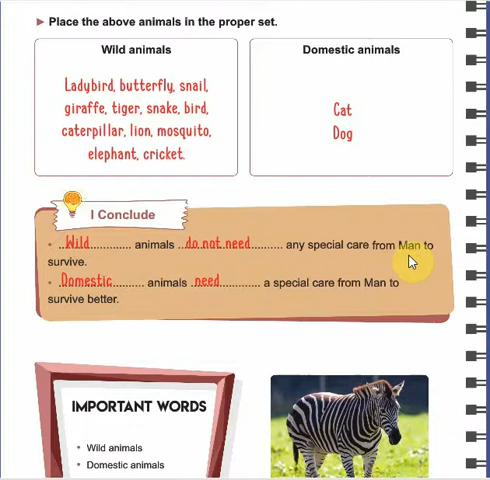 ► Place the above animals in the proper set.
Wild animals
Ladybird, butterfly, snail,
giraffe, tiger, snake, bird,
caterpillar, lion, mosquito,
elephant, cricket.
Domestic animals
Cat
Dog
I Conclude
• ..Wild............ animals ..do not need......... any special care from Man to
survive.
• .Domestic......... animals ...need............. a special care from Man to
survive better.
IMPORTANT WORDS
• Wild animals
• Domestic animals